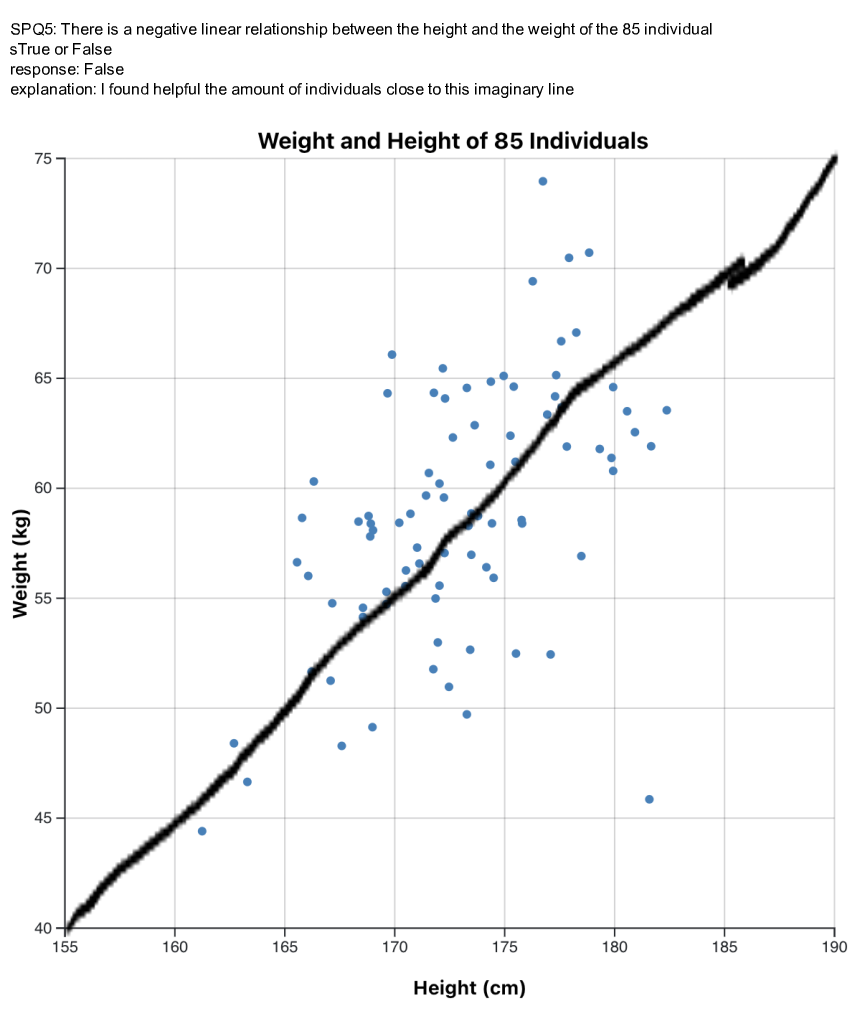 SPQ5: There is a negative linear relationship between the height and the weight of the 85 individual
sTrue or False
response: False
explanation: I found helpful the amount of individuals close to this imaginary line
Weight and Height of 85 Individuals
75
70
65
60
55
50
45
40
Weight (kg)
155 160 165 170 175 180 185 190
Height (cm)